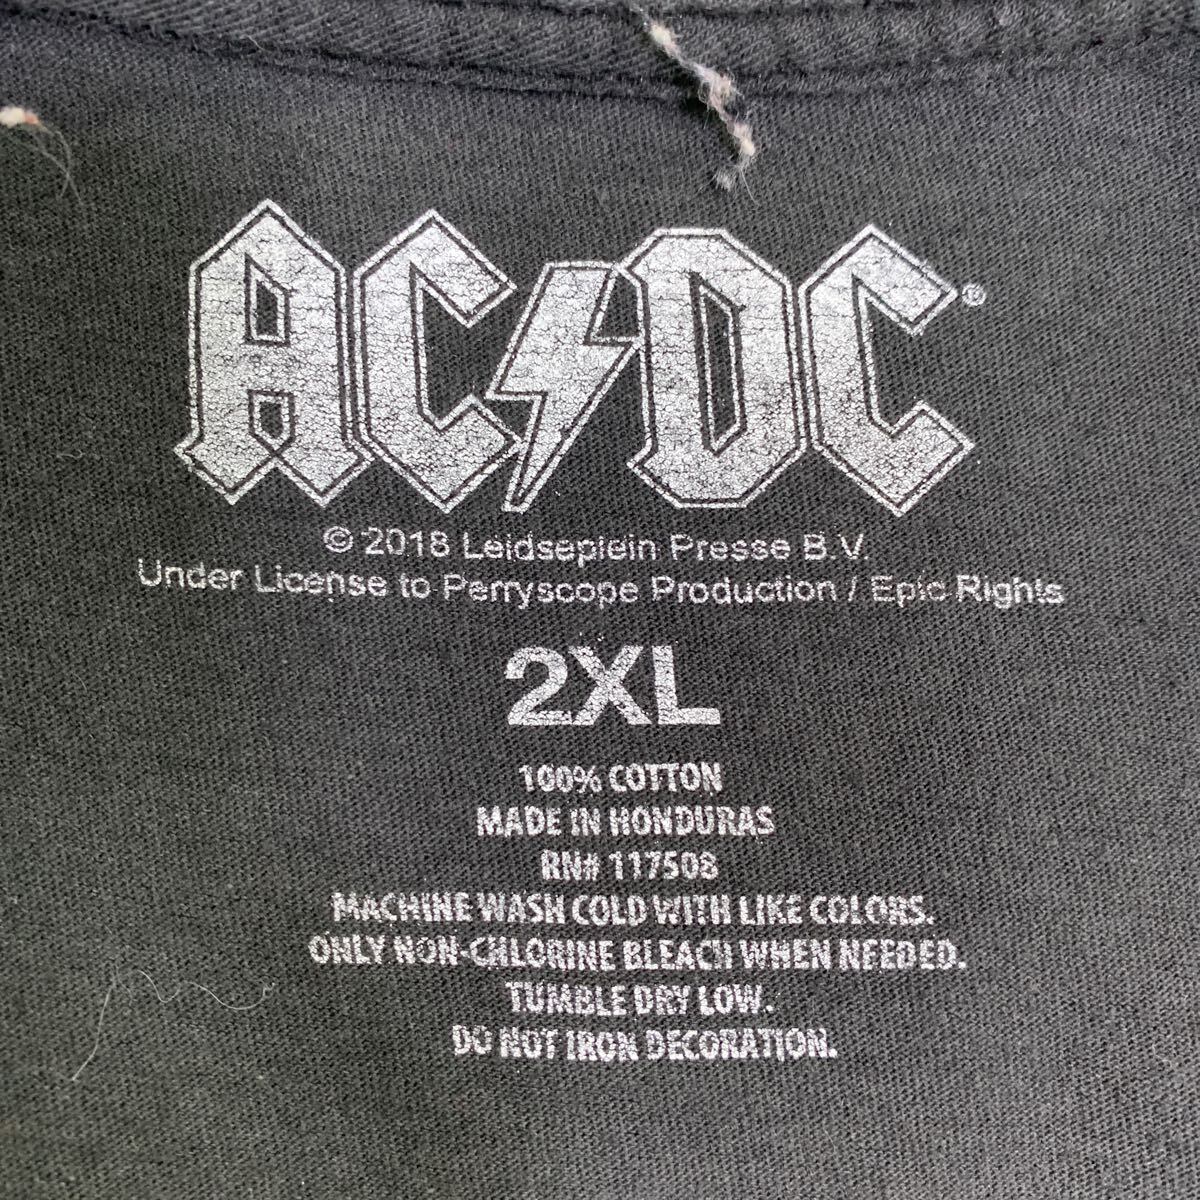 AC⚡DC®
© 2018 Leidseplein Presse B.V.
Under License to Perryscope Production / Epic Rights
2XL
100% COTTON
MADE IN HONDURAS
RN# 117508
MACHINE WASH COLD WITH LIKE COLORS.
ONLY NON-CHLORINE BLEACH WHEN NEEDED.
TUMBLE DRY LOW.
DO NOT IRON DECORATION.